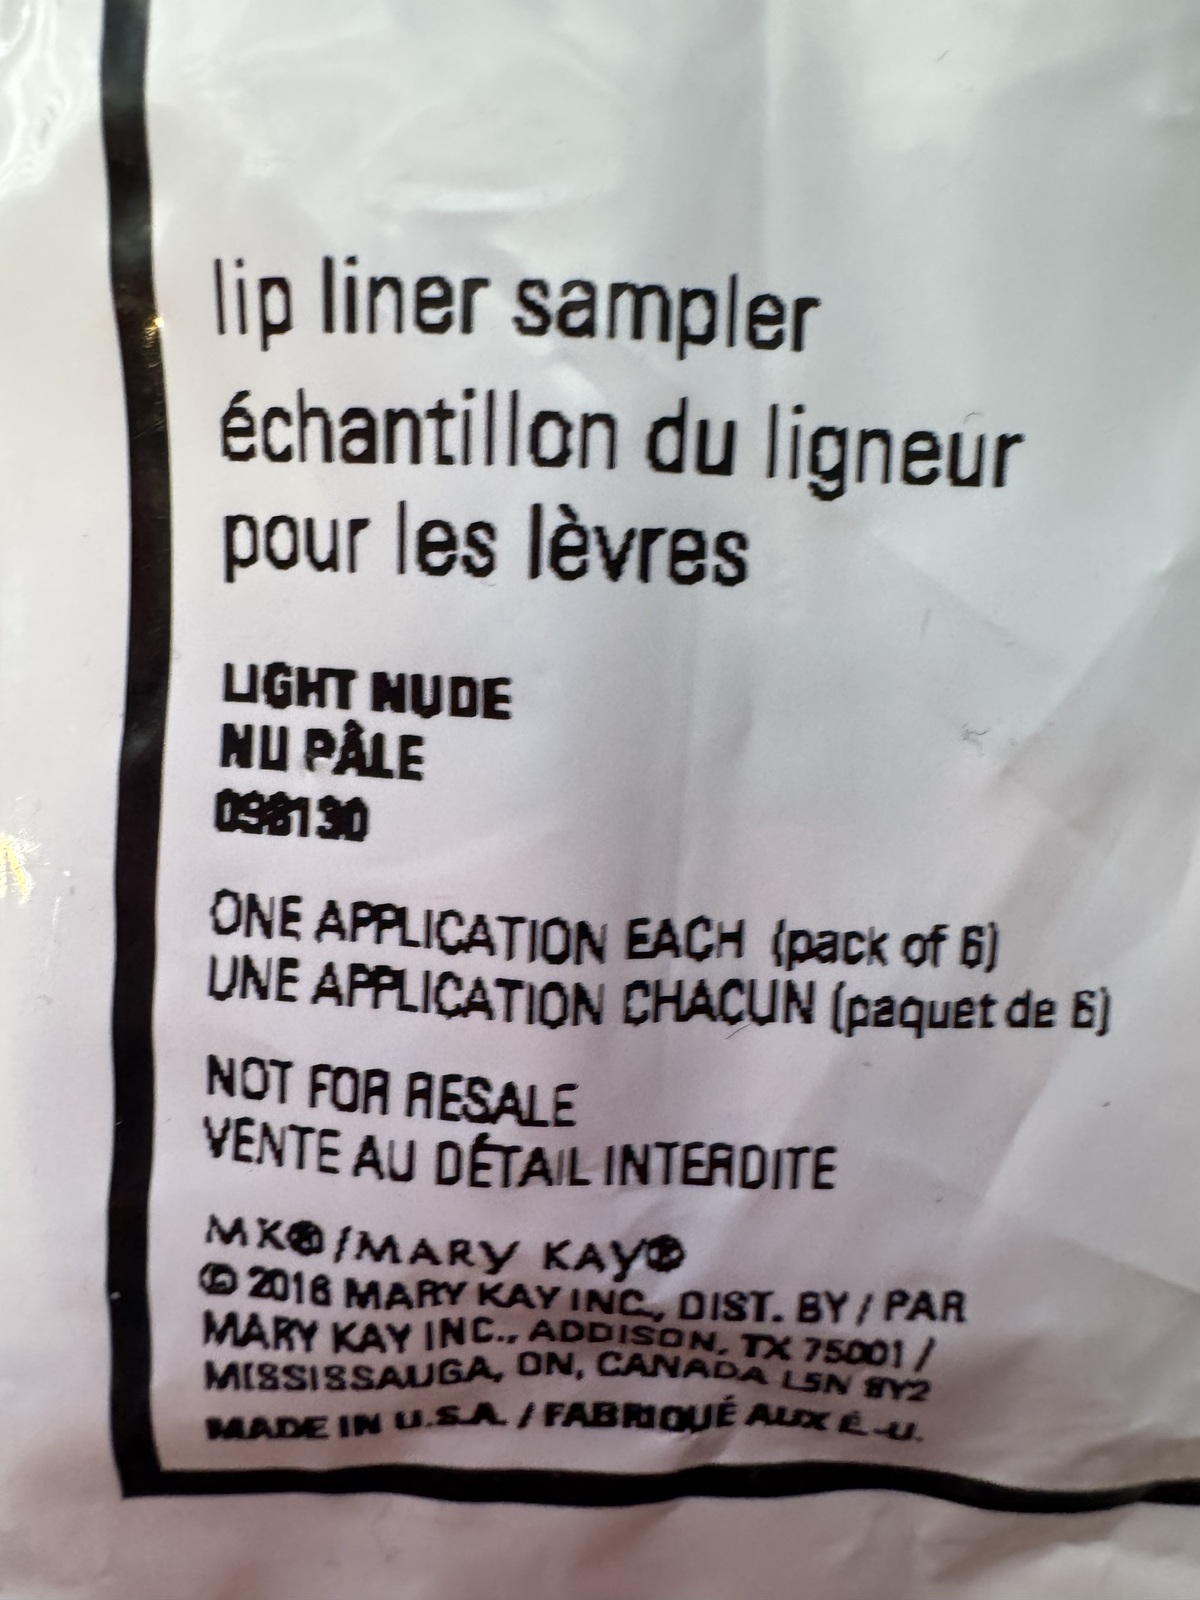 lip liner sampler
échantillon du ligneur
pour les lèvres
LIGHT NUDE
NU PÂLE
098130
ONE APPLICATION EACH (pack of 6)
UNE APPLICATION CHACUN (paquet de 6)
NOT FOR RESALE
VENTE AU DÉTAIL INTERDITE
MK®/MARY KAY®
© 2016 MARY KAY INC., DIST. BY / PAR
MARY KAY INC., ADDISON, TX 75001 /
MISSISSAUGA, ON, CANADA L5N 8Y2
MADE IN U.S.A. / FABRIQUÉ AUX É.-U.